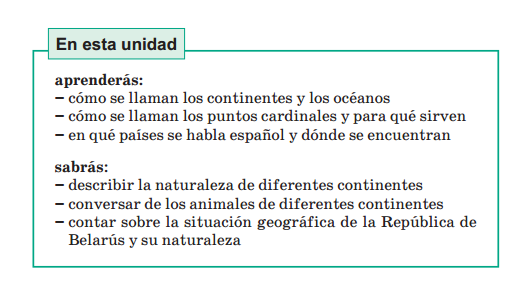 En esta unidad
aprenderás:
– cómo se llaman los continentes y los océanos
– cómo se llaman los puntos cardinales y para qué sirven
– en qué países se habla español y dónde se encuentran
sabrás:
– describir la naturaleza de diferentes continentes
– conversar de los animales de diferentes continentes
– contar sobre la situación geográfica de la República de
Belarús y su naturaleza